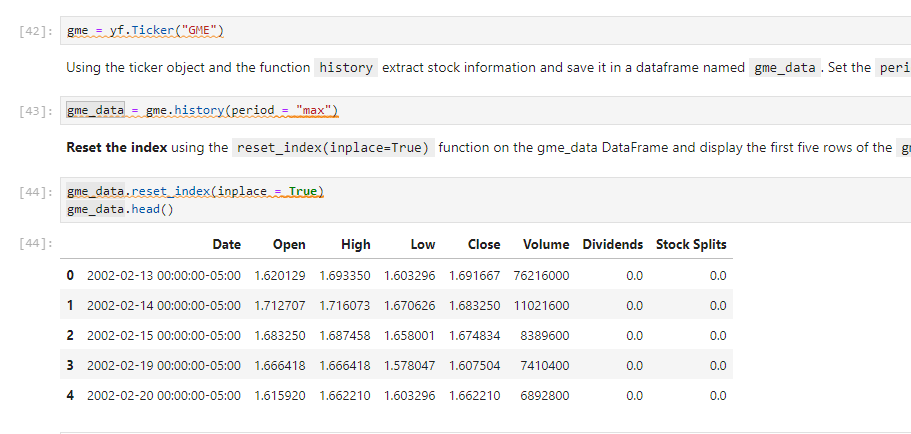 [42]: gme = yf.Ticker("GME")
Using the ticker object and the function history extract stock information and save it in a dataframe named gme_data . Set the peri
[43]: gme_data = gme.history(period = "max")
Reset the index using the reset_index(inplace=True) function on the gme_data DataFrame and display the first five rows of the g
[44]: gme_data.reset_index(inplace = True)
gme_data.head()
[44]: Date Open High Low Close Volume Dividends Stock Splits
0 2002-02-13 00:00:00-05:00 1.620129 1.693350 1.603296 1.691667 76216000 0.0 0.0
1 2002-02-14 00:00:00-05:00 1.712707 1.716073 1.670626 1.683250 11021600 0.0 0.0
2 2002-02-15 00:00:00-05:00 1.683250 1.687458 1.658001 1.674834 8389600 0.0 0.0
3 2002-02-19 00:00:00-05:00 1.666418 1.666418 1.578047 1.607504 7410400 0.0 0.0
4 2002-02-20 00:00:00-05:00 1.615920 1.662210 1.603296 1.662210 6892800 0.0 0.0